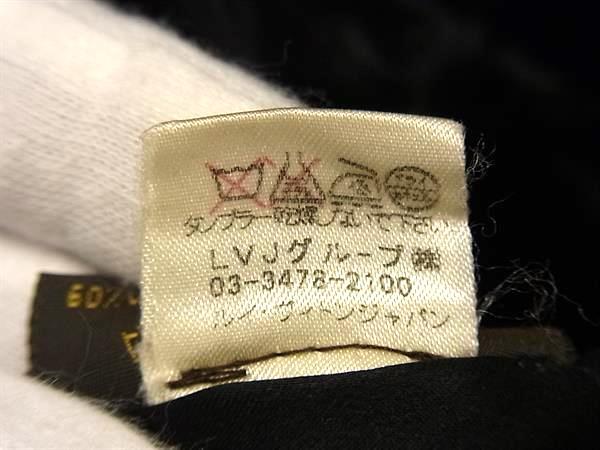 タンブラー乾燥しないで下さい
LVJグループ㈱
03-3478-2100
ルイ・ヴィトンジャパン
60%